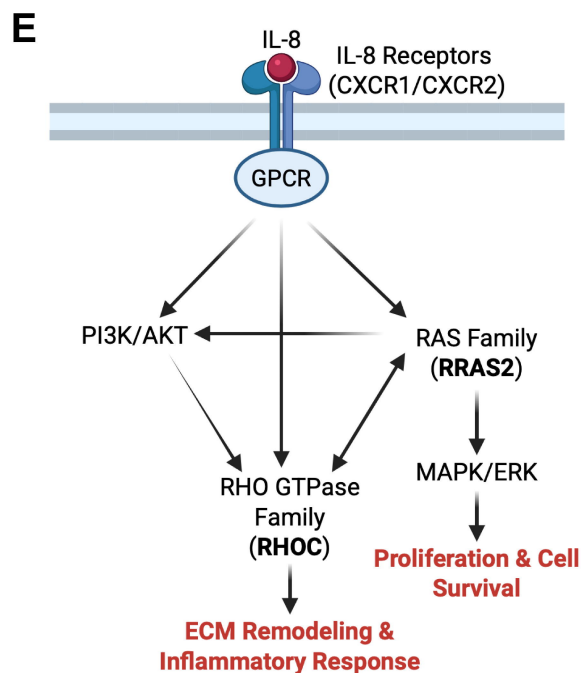 E
IL-8
IL-8 Receptors
(CXCR1/CXCR2)
GPCR
PI3K/AKT
RAS Family
(RRAS2)
MAPK/ERK
RHO GTPase
Family
(RHOC)
Proliferation & Cell
Survival
ECM Remodeling &
Inflammatory Response